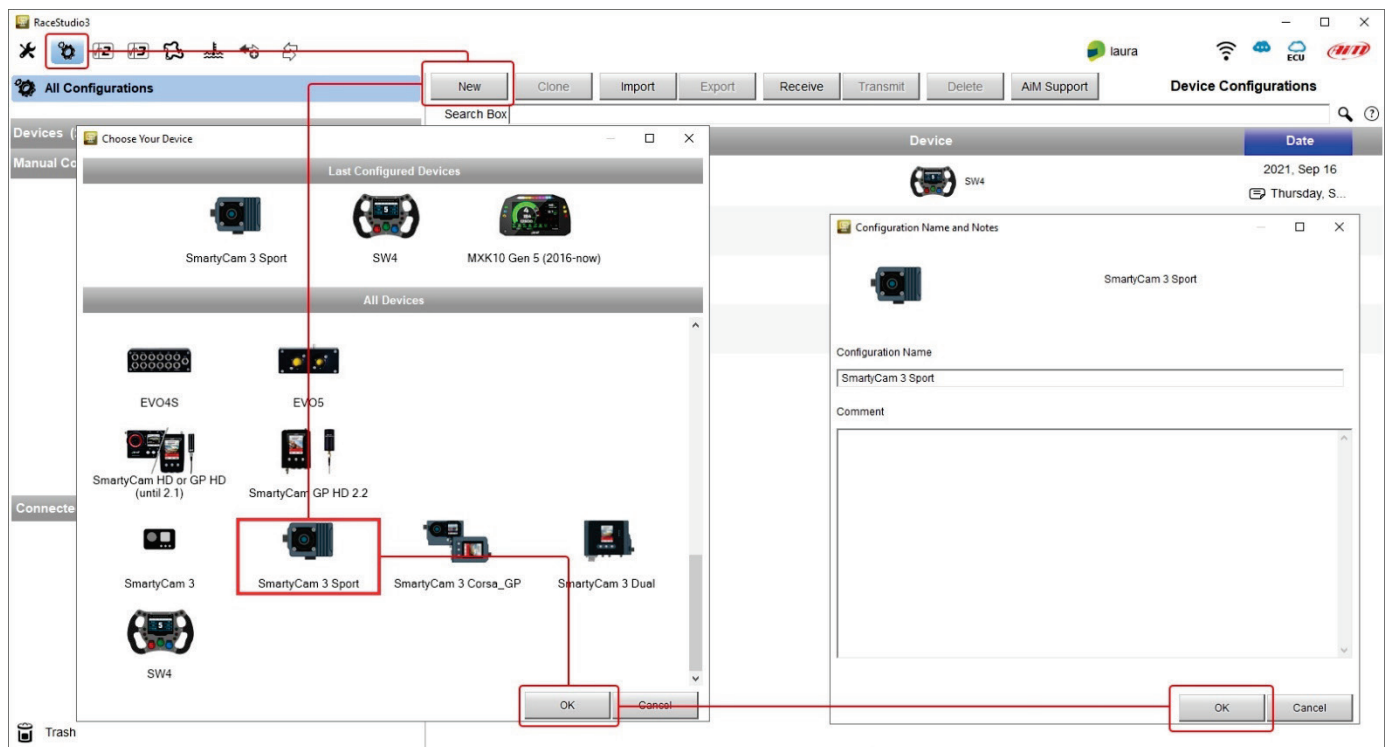 RaceStudio3
laura
ECU
All Configurations
New Clone Import Export Receive Transmit Delete AiM Support Device Configurations
Search Box
Devices (
Manual Co
Device Date
SW4
2021, Sep 16
Thursday, S...
Choose Your Device
Last Configured Devices
SmartyCam 3 Sport SW4 MXK10 Gen 5 (2016-now)
All Devices
EVO4S EVO5
SmartyCam HD or GP HD
(until 2.1)
SmartyCam GP HD 2.2
SmartyCam 3 SmartyCam 3 Sport SmartyCam 3 Corsa_GP SmartyCam 3 Dual
SW4
OK Cancel
Configuration Name and Notes
SmartyCam 3 Sport
Configuration Name
SmartyCam 3 Sport
Comment
OK Cancel
Connecte
Trash